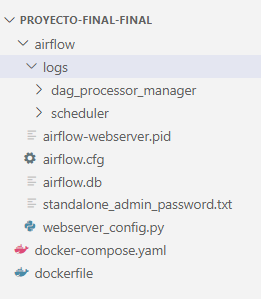 PROYECTO-FINAL-FINAL
airflow
logs
dag_processor_manager
scheduler
airflow-webserver.pid
airflow.cfg
airflow.db
standalone_admin_password.txt
webserver_config.py
docker-compose.yaml
dockerfile